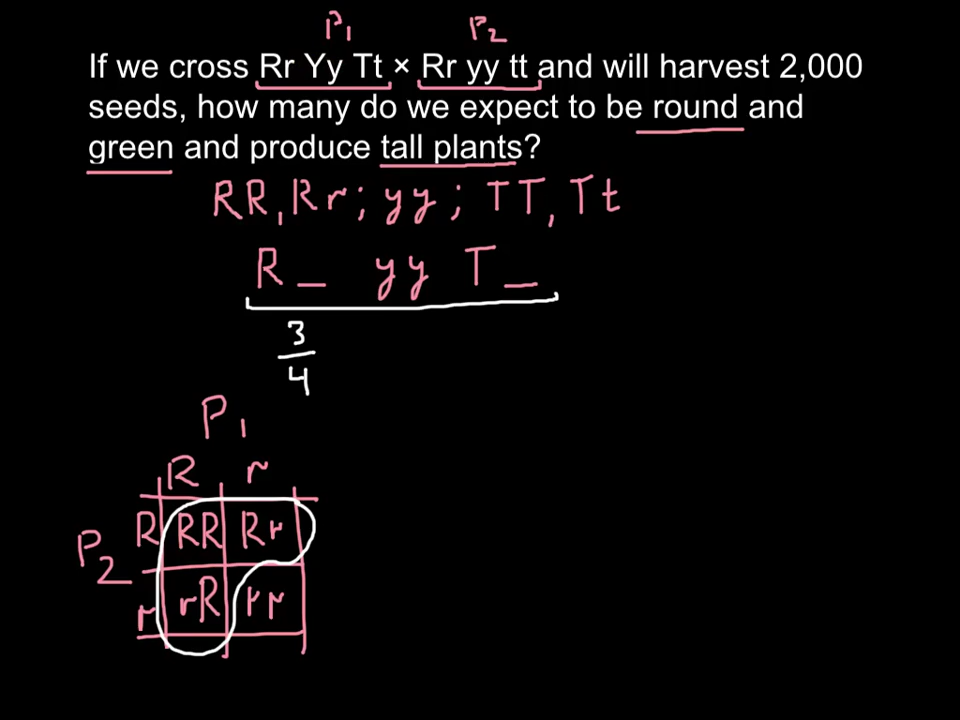 P1 P2
If we cross Rr Yy Tt × Rr yy tt and will harvest 2,000
seeds, how many do we expect to be round and
green and produce tall plants?
RR, Rr; yy; TT, Tt
R_ yy T_
3
4
P1
R r
R RR Rr
P2
r rR rr